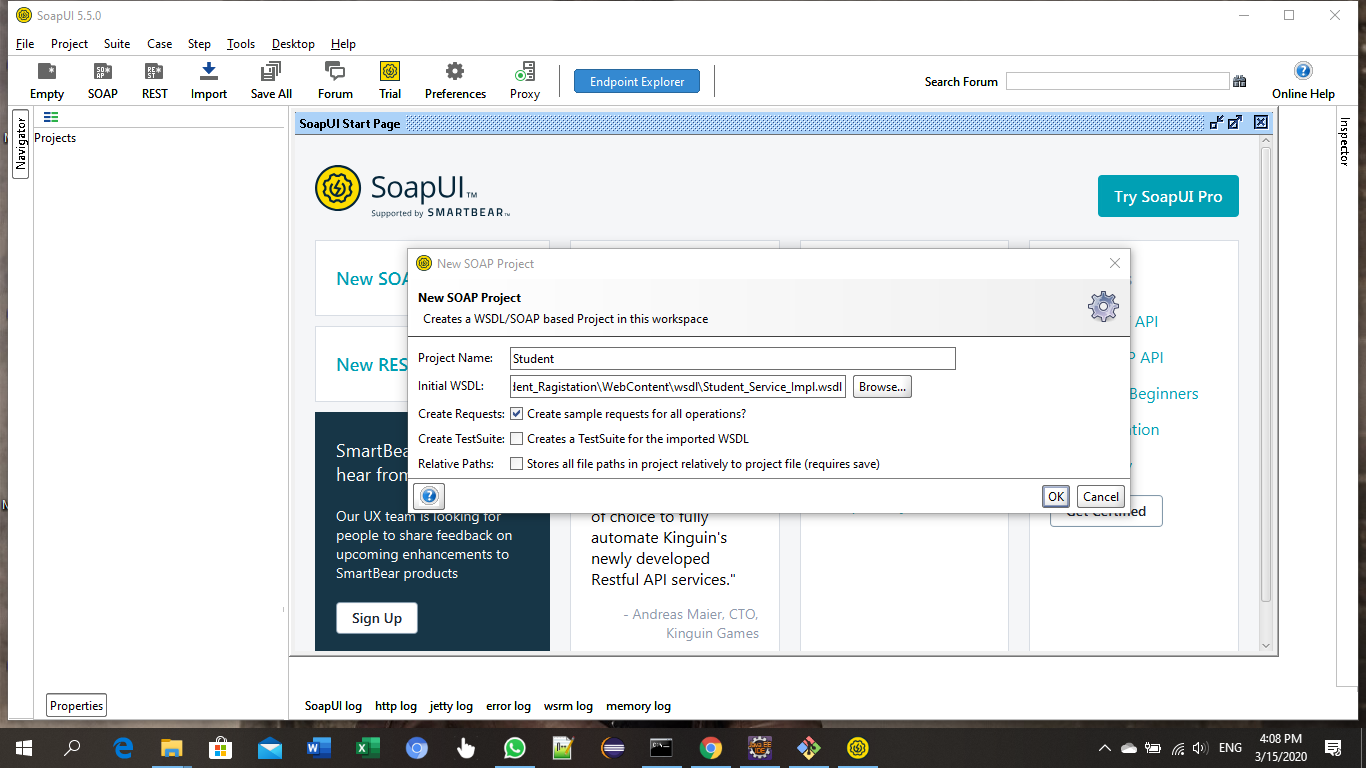 SoapUI 5.5.0
File Project Suite Case Step Tools Desktop Help
Empty SOAP REST Import Save All Forum Trial Preferences Proxy
Endpoint Explorer
Search Forum
Online Help
Navigator
Projects
SoapUI Start Page
Inspector
SoapUI™
Supported by SMARTBEAR™
Try SoapUI Pro
New SOA
New RES
New SOAP Project
New SOAP Project
Creates a WSDL/SOAP based Project in this workspace
Project Name: Student
Initial WSDL: dent_Ragistation\WebContent\wsdl\Student_Service_Impl.wsdl Browse...
Create Requests: Create sample requests for all operations?
Create TestSuite: Creates a TestSuite for the imported WSDL
Relative Paths: Stores all file paths in project relatively to project file (requires save)
OK Cancel
API
P API
Beginners
tion
Get Certified
SmartBea
hear from
Our UX team is looking for
people to share feedback on
upcoming enhancements to
SmartBear products
Sign Up
of choice to fully
automate Kinguin's
newly developed
Restful API services."
- Andreas Maier, CTO,
Kinguin Games
Properties
SoapUI log http log jetty log error log wsrm log memory log
ENG
4:08 PM
3/15/2020